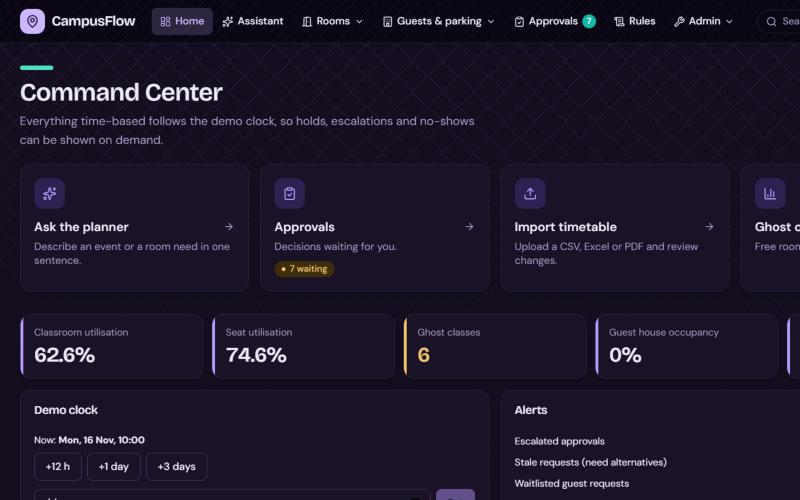 CampusFlow Home Assistant Rooms Guests & parking Approvals 7 Rules Admin
Command Center
Everything time-based follows the demo clock, so holds, escalations and no-shows
can be shown on demand.
Ask the planner
Describe an event or a room need in one
sentence.
Approvals
Decisions waiting for you.
7 waiting
Import timetable
Upload a CSV, Excel or PDF and review
changes.
Ghost
Free
Classroom utilisation
62.6%
Seat utilisation
74.6%
Ghost classes
6
Guest house occupancy
0%
Demo clock
Now: Mon, 16 Nov, 10:00
+12 h +1 day +3 days
Alerts
Escalated approvals
Stale requests (need alternatives)
Waitlisted guest requests